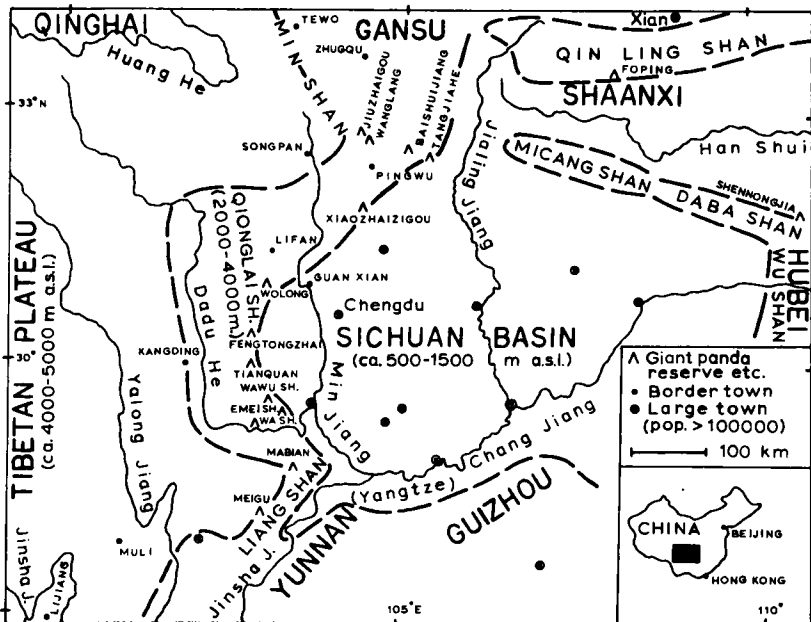 QINGHAI
Huang He
TEWO
ZHUGQU
GANSU
Xian
QIN LING SHAN
FOPING
SHAANXI
33°N
MIN-SHAN
JIUZHAIGOU
WANGLANG
BAISHUIJIANG
TANGJIAHE
Jialing Jiang
Han Shui
SONGPAN
PINGWU
MICANG SHAN
DABA SHAN
SHENNONGJIA
XIAOZHAIZIGOU
TIBETAN PLATEAU
(ca. 4000-5000 m a.s.l.)
QIONGLAI SH.
(2000-4000m)
LIFAN
GUAN XIAN
WOLONG
Dadu He
Chengdu
WU SHAN
HUBEI
SICHUAN BASIN
(ca. 500-1500 m a.s.l.)
FENGTONGZHAI
30°
KANGDING
TIANQUAN
WAWU SH.
EMEI SH.
WA SH.
Min Jiang
Yalong Jiang
MABIAN
MEIGU
LIANG SHAN
Chang Jiang
(Yangtze)
GUIZHOU
YUNNAN
Jinsha J.
MULI
Jinsha J.
LIJIANG
105°E
110°
^ Giant panda
reserve etc.
• Border town
● Large town
(pop. > 100000)
100 km
CHINA
BEIJING
HONG KONG